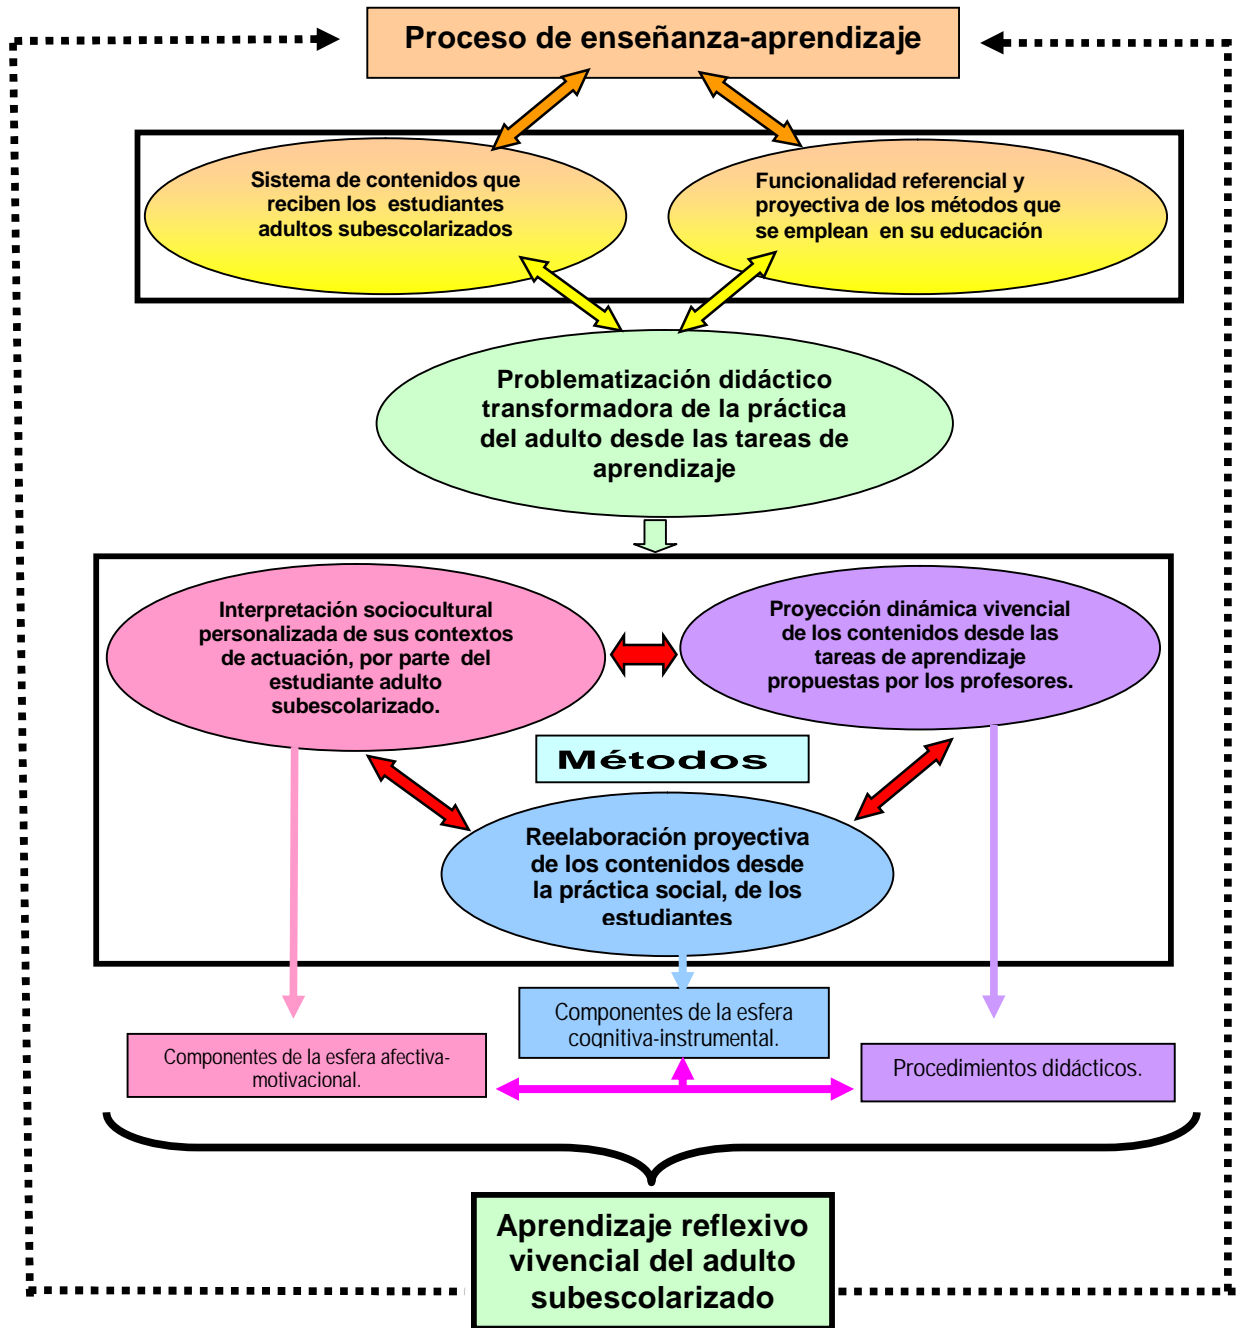 Proceso de enseñanza-aprendizaje
Sistema de contenidos que
reciben los estudiantes
adultos subescolarizados
Funcionalidad referencial y
proyectiva de los métodos que
se emplean en su educación
Problematización didáctico
transformadora de la práctica
del adulto desde las tareas de
aprendizaje
Interpretación sociocultural
personalizada de sus contextos
de actuación, por parte del
estudiante adulto
subescolarizado.
Proyección dinámica vivencial
de los contenidos desde las
tareas de aprendizaje
propuestas por los profesores.
Métodos
Reelaboración proyectiva
de los contenidos desde
la práctica social, de los
estudiantes
Componentes de la esfera
cognitiva-instrumental.
Componentes de la esfera afectiva-
motivacional.
Procedimientos didácticos.
Aprendizaje reflexivo
vivencial del adulto
subescolarizado